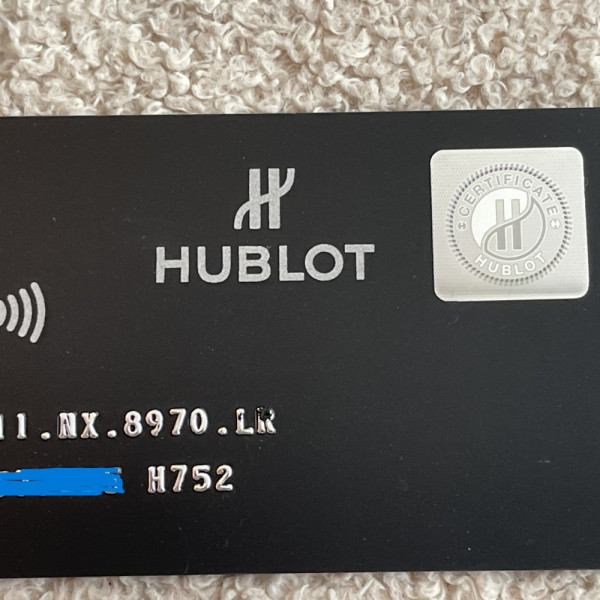 HUBLOT
CERTIFICATE
HUBLOT
11.NX.8970.LR
H752